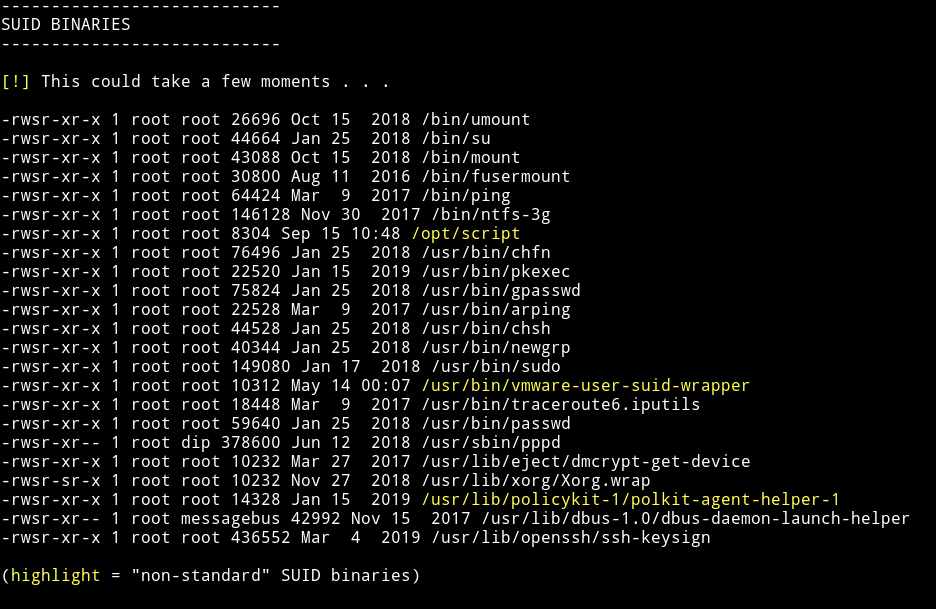 ----------------------------
SUID BINARIES
----------------------------
[!] This could take a few moments . . .
-rwsr-xr-x 1 root root 26696 Oct 15  2018 /bin/umount
-rwsr-xr-x 1 root root 44664 Jan 25  2018 /bin/su
-rwsr-xr-x 1 root root 43088 Oct 15  2018 /bin/mount
-rwsr-xr-x 1 root root 30800 Aug 11  2016 /bin/fusermount
-rwsr-xr-x 1 root root 64424 Mar  9  2017 /bin/ping
-rwsr-xr-x 1 root root 146128 Nov 30  2017 /bin/ntfs-3g
-rwsr-xr-x 1 root root 8304 Sep 15 10:48 /opt/script
-rwsr-xr-x 1 root root 76496 Jan 25  2018 /usr/bin/chfn
-rwsr-xr-x 1 root root 22520 Jan 15  2019 /usr/bin/pkexec
-rwsr-xr-x 1 root root 75824 Jan 25  2018 /usr/bin/gpasswd
-rwsr-xr-x 1 root root 22528 Mar  9  2017 /usr/bin/arping
-rwsr-xr-x 1 root root 44528 Jan 25  2018 /usr/bin/chsh
-rwsr-xr-x 1 root root 40344 Jan 25  2018 /usr/bin/newgrp
-rwsr-xr-x 1 root root 149080 Jan 17  2018 /usr/bin/sudo
-rwsr-xr-x 1 root root 10312 May 14 00:07 /usr/bin/vmware-user-suid-wrapper
-rwsr-xr-x 1 root root 18448 Mar  9  2017 /usr/bin/traceroute6.iputils
-rwsr-xr-x 1 root root 59640 Jan 25  2018 /usr/bin/passwd
-rwsr-xr-- 1 root dip 378600 Jun 12  2018 /usr/sbin/pppd
-rwsr-xr-x 1 root root 10232 Mar 27  2017 /usr/lib/eject/dmcrypt-get-device
-rwsr-sr-x 1 root root 10232 Nov 27  2018 /usr/lib/xorg/Xorg.wrap
-rwsr-xr-x 1 root root 14328 Jan 15  2019 /usr/lib/policykit-1/polkit-agent-helper-1
-rwsr-xr-- 1 root messagebus 42992 Nov 15  2017 /usr/lib/dbus-1.0/dbus-daemon-launch-helper
-rwsr-xr-x 1 root root 436552 Mar  4  2019 /usr/lib/openssh/ssh-keysign
(highlight = "non-standard" SUID binaries)